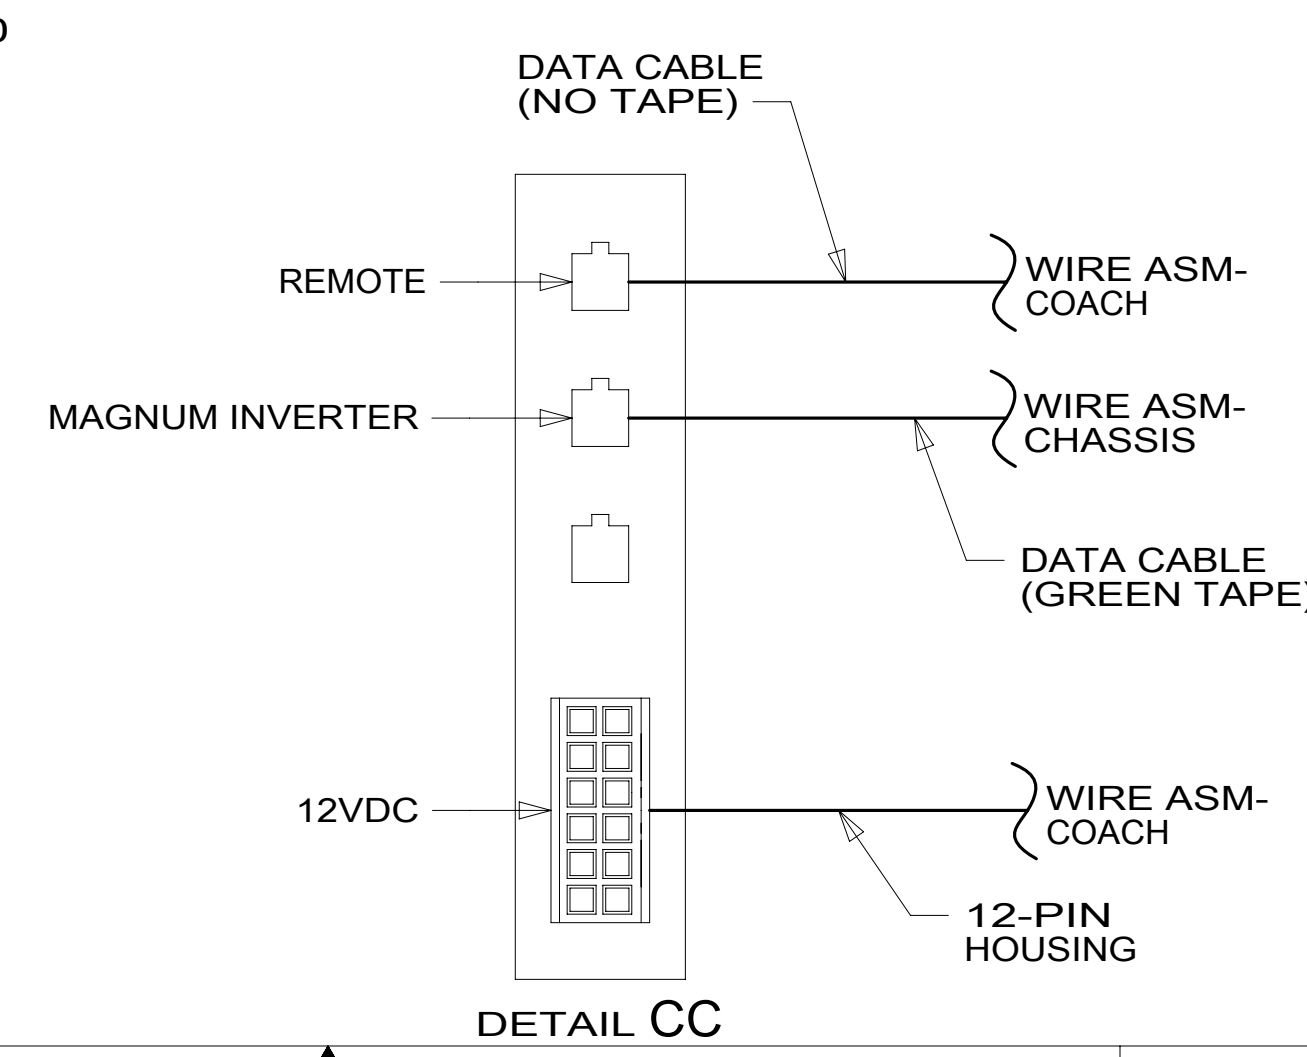 DATA CABLE
(NO TAPE)
REMOTE
WIRE ASM-
COACH
MAGNUM INVERTER
WIRE ASM-
CHASSIS
DATA CABLE
(GREEN TAPE)
12VDC
WIRE ASM-
COACH
12-PIN
HOUSING
DETAIL CC